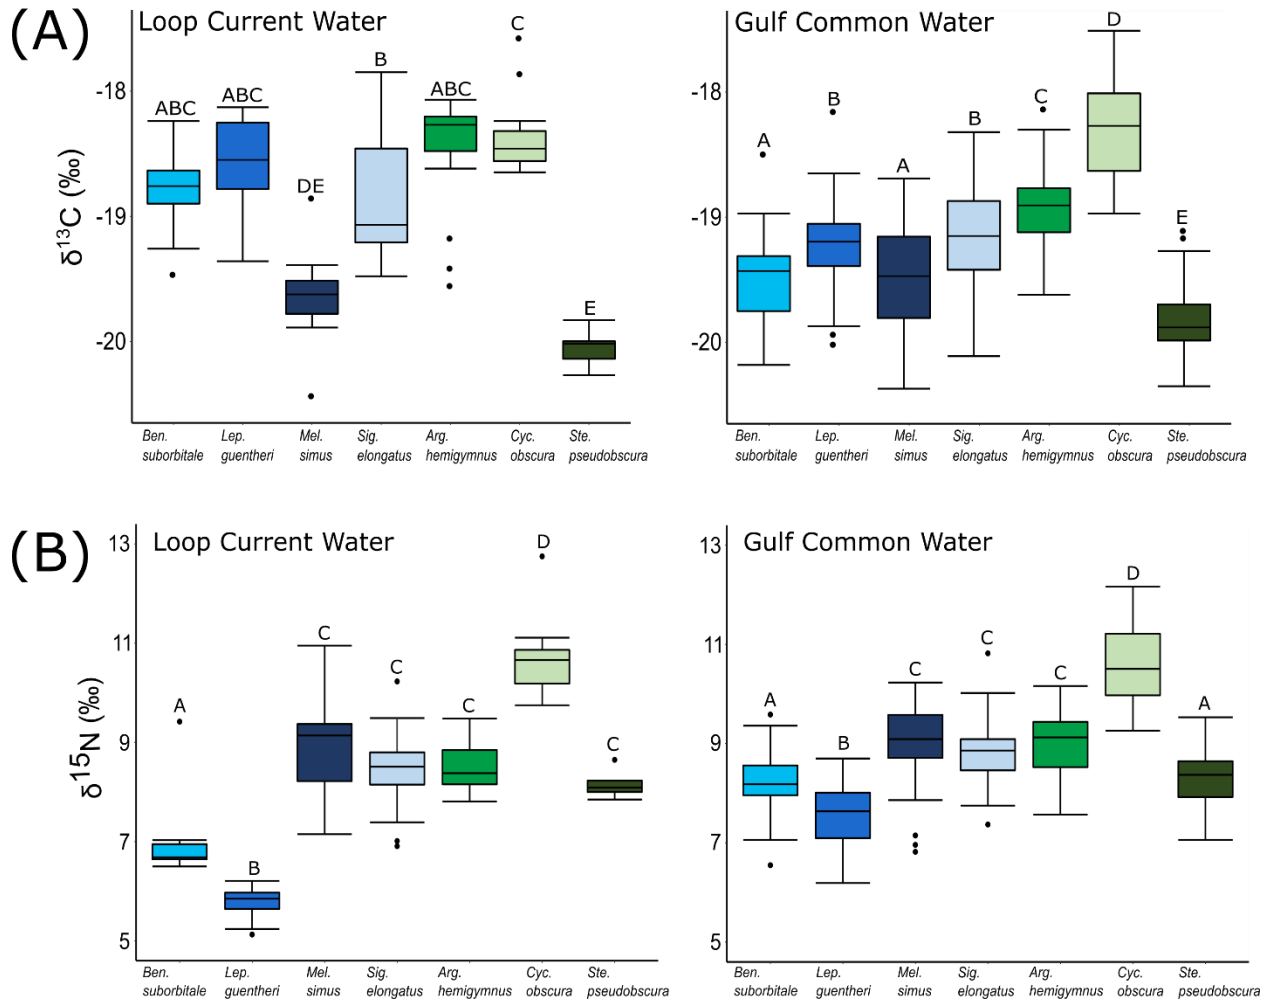 (A)
Loop Current Water
Gulf Common Water
δ13C (‰)
-18
-19
-20
ABC
ABC
DE
B
ABC
C
E
-18
-19
-20
A
B
A
B
C
D
E
Ben. suborbitale
Lep. guentheri
Mel. simus
Sig. elongatus
Arg. hemigymnus
Cyc. obscura
Ste. pseudobscura
Ben. suborbitale
Lep. guentheri
Mel. simus
Sig. elongatus
Arg. hemigymnus
Cyc. obscura
Ste. pseudobscura
(B)
Loop Current Water
Gulf Common Water
δ15N (‰)
13
11
9
7
5
A
B
C
C
C
D
C
13
11
9
7
5
A
B
C
C
C
D
A
Ben. suborbitale
Lep. guentheri
Mel. simus
Sig. elongatus
Arg. hemigymnus
Cyc. obscura
Ste. pseudobscura
Ben. suborbitale
Lep. guentheri
Mel. simus
Sig. elongatus
Arg. hemigymnus
Cyc. obscura
Ste. pseudobscura